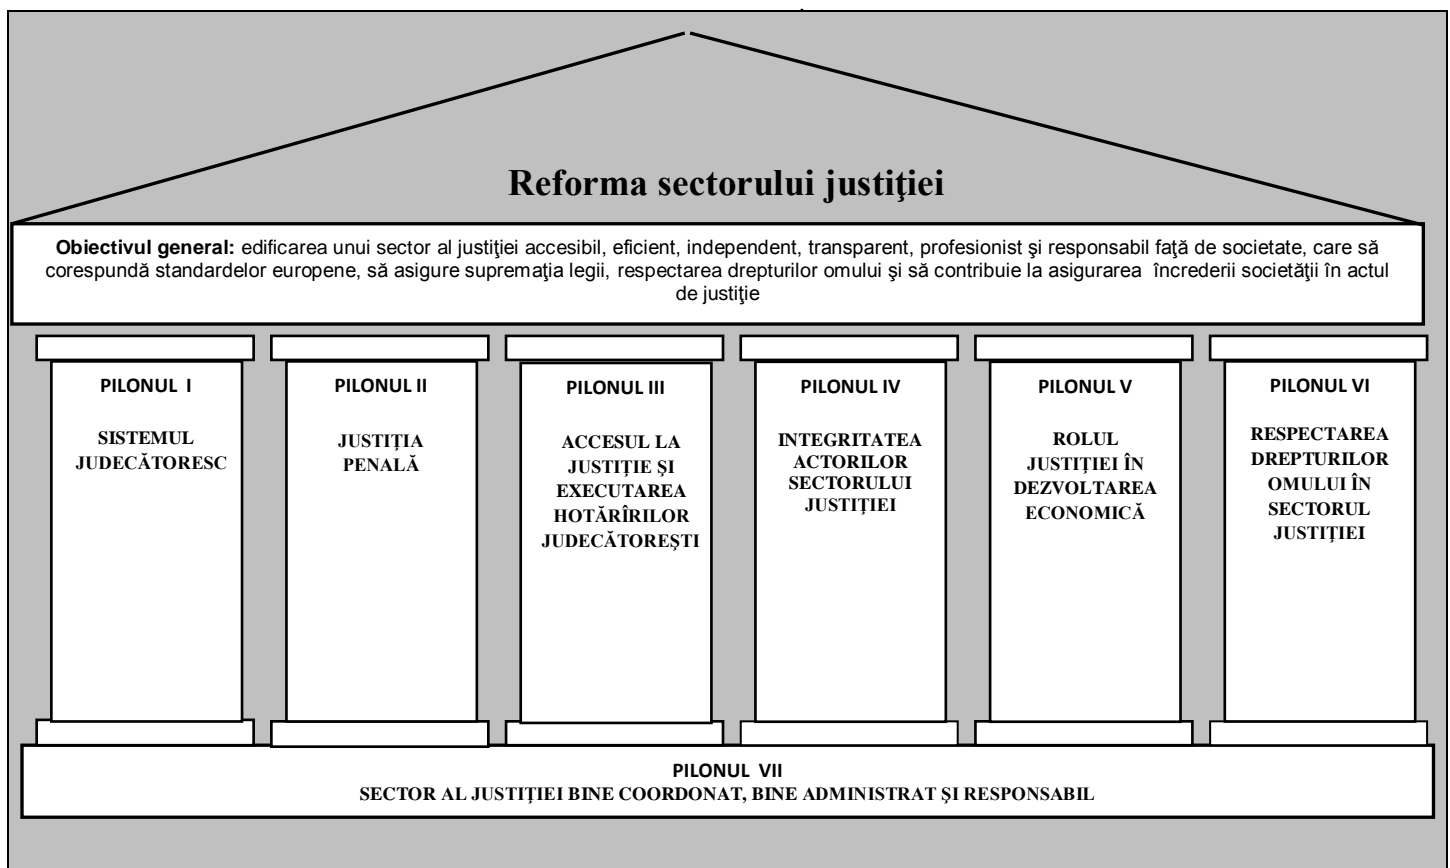 Reforma sectorului justiţiei
Obiectivul general: edificarea unui sector al justiţiei accesibil, eficient, independent, transparent, profesionist şi responsabil faţă de societate, care să
corespundă standardelor europene, să asigure supremaţia legii, respectarea drepturilor omului şi să contribuie la asigurarea încrederii societăţii în actul
de justiţie
PILONUL I
SISTEMUL
JUDECĂTORESC
PILONUL II
JUSTIŢIA
PENALĂ
PILONUL III
ACCESUL LA
JUSTIŢIE ŞI
EXECUTAREA
HOTĂRÎRILOR
JUDECĂTOREŞTI
PILONUL IV
INTEGRITATEA
ACTORILOR
SECTORULUI
JUSTIŢIEI
PILONUL V
ROLUL
JUSTIŢIEI ÎN
DEZVOLTAREA
ECONOMICĂ
PILONUL VI
RESPECTAREA
DREPTURILOR
OMULUI ÎN
SECTORUL
JUSTIŢIEI
PILONUL VII
SECTOR AL JUSTIŢIEI BINE COORDONAT, BINE ADMINISTRAT ŞI RESPONSABIL